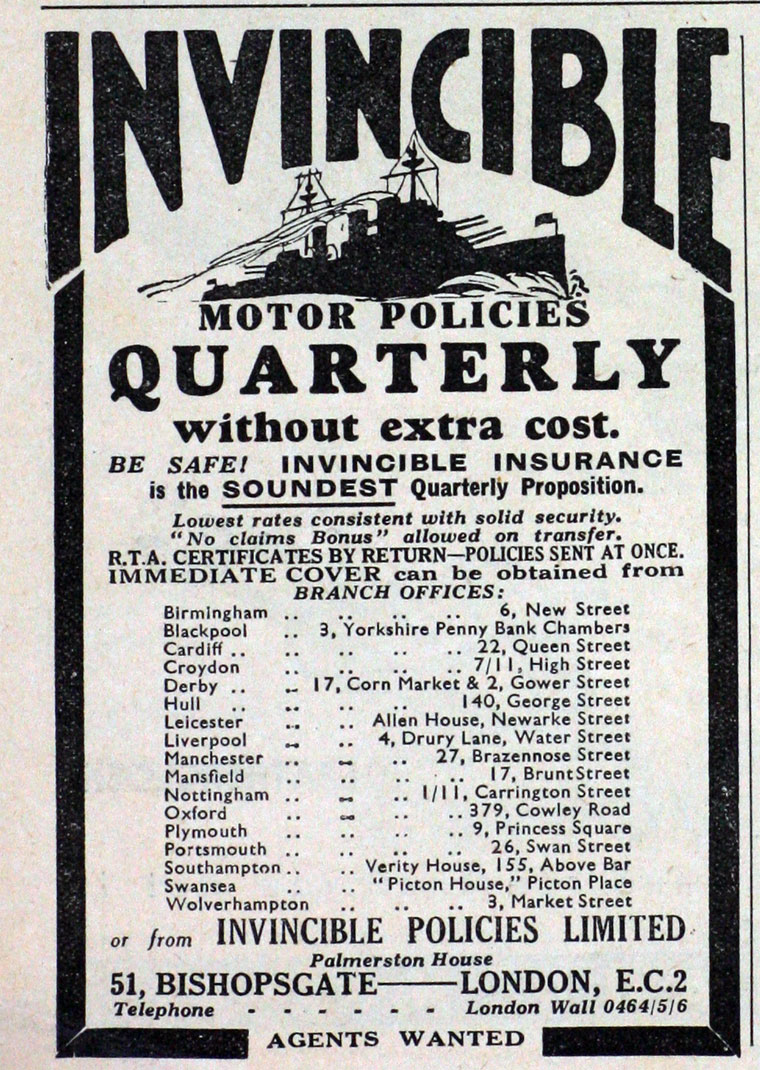 INVINCIBLE
MOTOR POLICIES
QUARTERLY
without extra cost.
BE SAFE! INVINCIBLE INSURANCE
is the SOUNDEST Quarterly Proposition.
Lowest rates consistent with solid security.
"No claims Bonus" allowed on transfer.
R.T.A. CERTIFICATES BY RETURN—POLICIES SENT AT ONCE.
IMMEDIATE COVER can be obtained from
BRANCH OFFICES:
Birmingham .. .. .. .. 6, New Street
Blackpool .. 3, Yorkshire Penny Bank Chambers
Cardiff .. .. .. .. .. 22, Queen Street
Croydon .. .. .. .. 7/11, High Street
Derby .. .. 17, Corn Market & 2, Gower Street
Hull .. .. .. .. 140, George Street
Leicester .. .. Allen House, Newarke Street
Liverpool .. .. 4, Drury Lane, Water Street
Manchester .. .. .. 27, Brazennose Street
Mansfield .. .. .. .. 17, Brunt Street
Nottingham .. .. .. 1/11, Carrington Street
Oxford .. .. .. .. 379, Cowley Road
Plymouth .. .. .. .. 9, Princess Square
Portsmouth .. .. .. .. 26, Swan Street
Southampton .. .. Verity House, 155, Above Bar
Swansea .. .. "Picton House," Picton Place
Wolverhampton .. .. .. 3, Market Street
or from INVINCIBLE POLICIES LIMITED
Palmerston House
51, BISHOPSGATE—LONDON, E.C.2
Telephone - - - - - - London Wall 0464/5/6
AGENTS WANTED